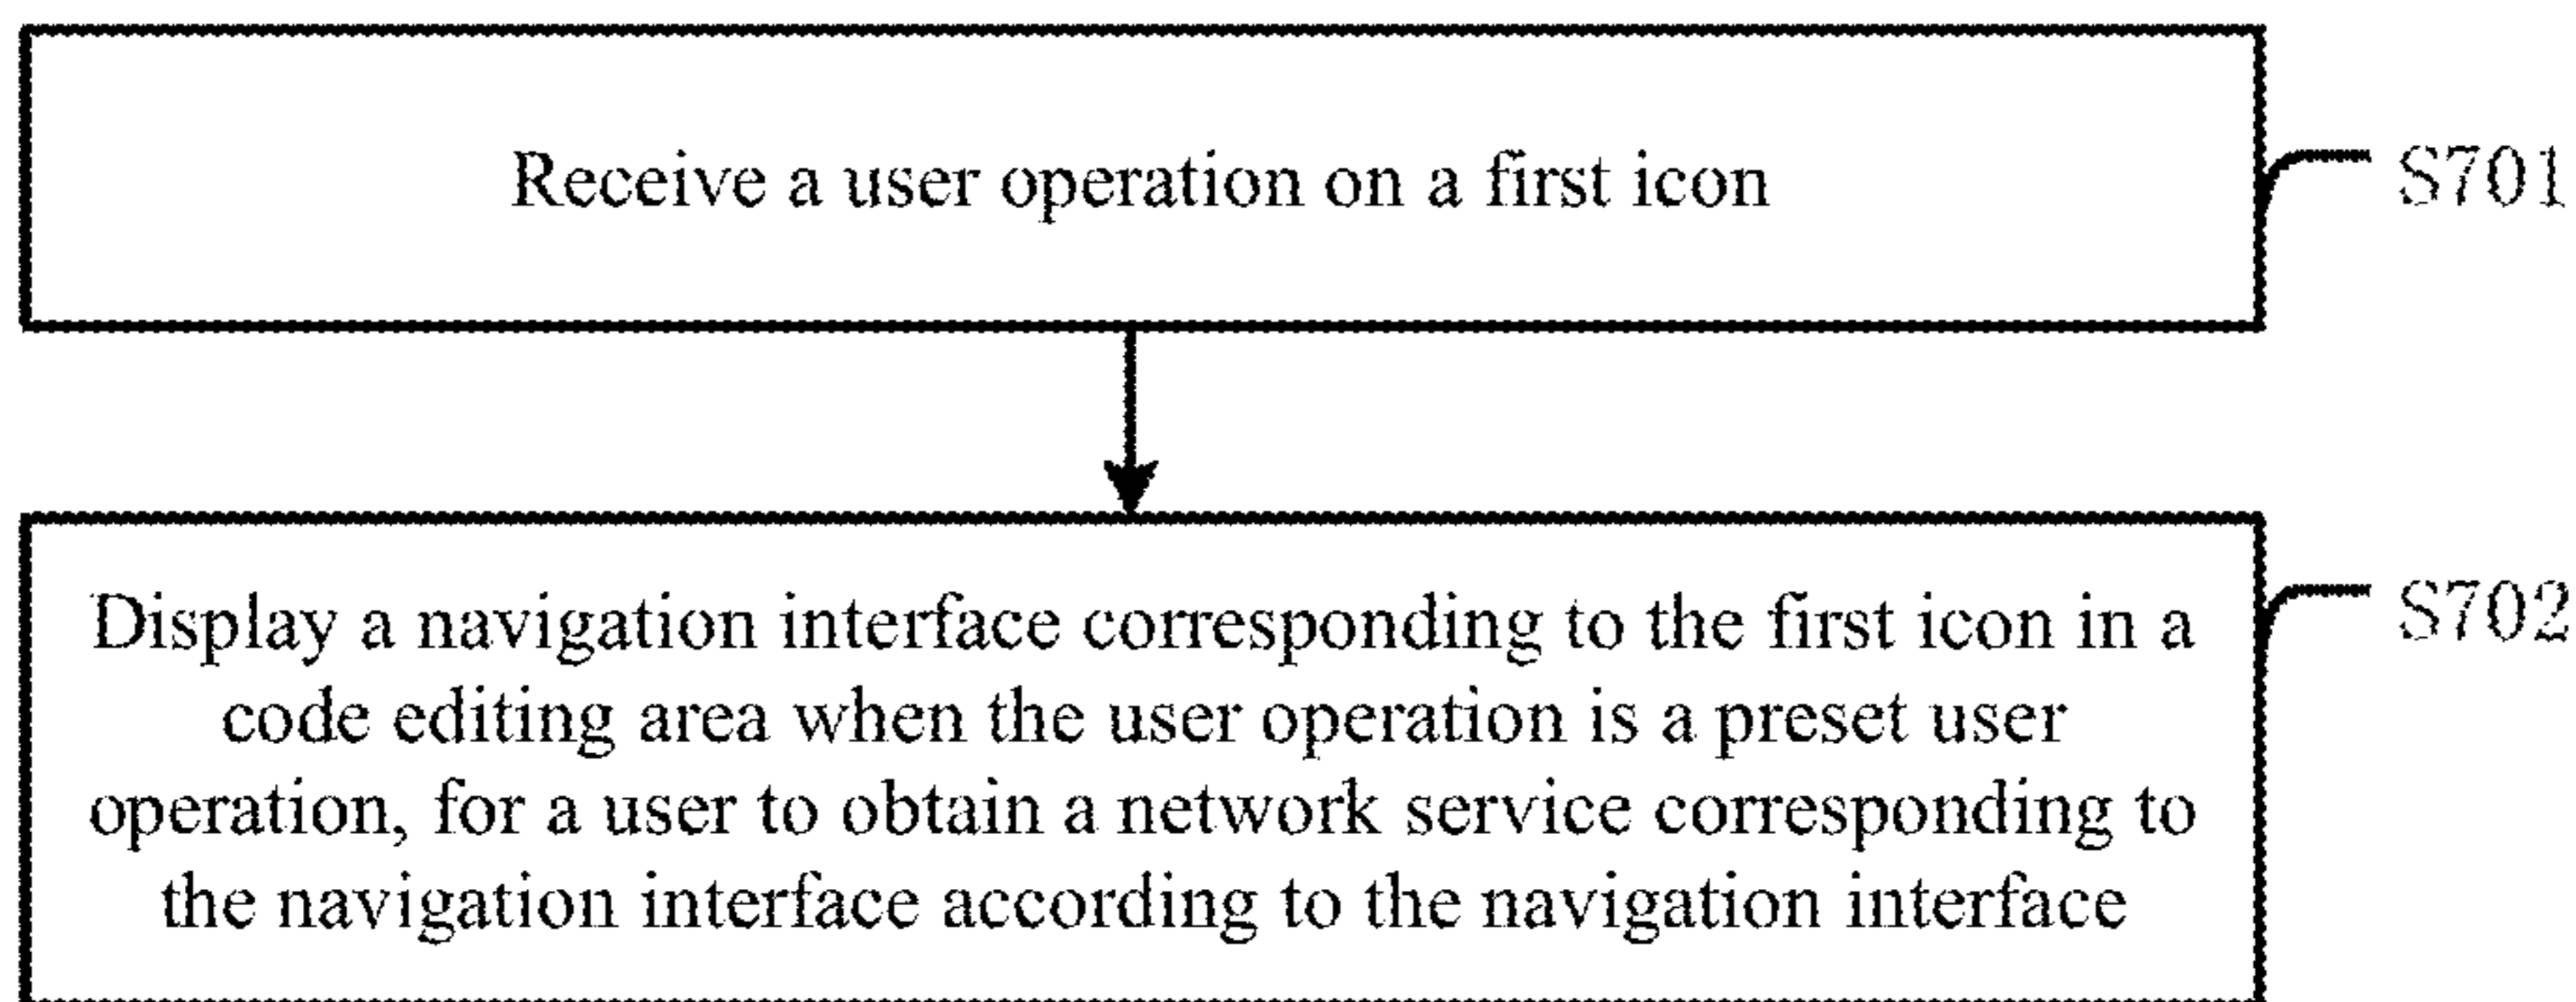 Receive a user operation on a first icon
S701
Display a navigation interface corresponding to the first icon in a
code editing area when the user operation is a preset user
operation, for a user to obtain a network service corresponding to
the navigation interface according to the navigation interface
S702